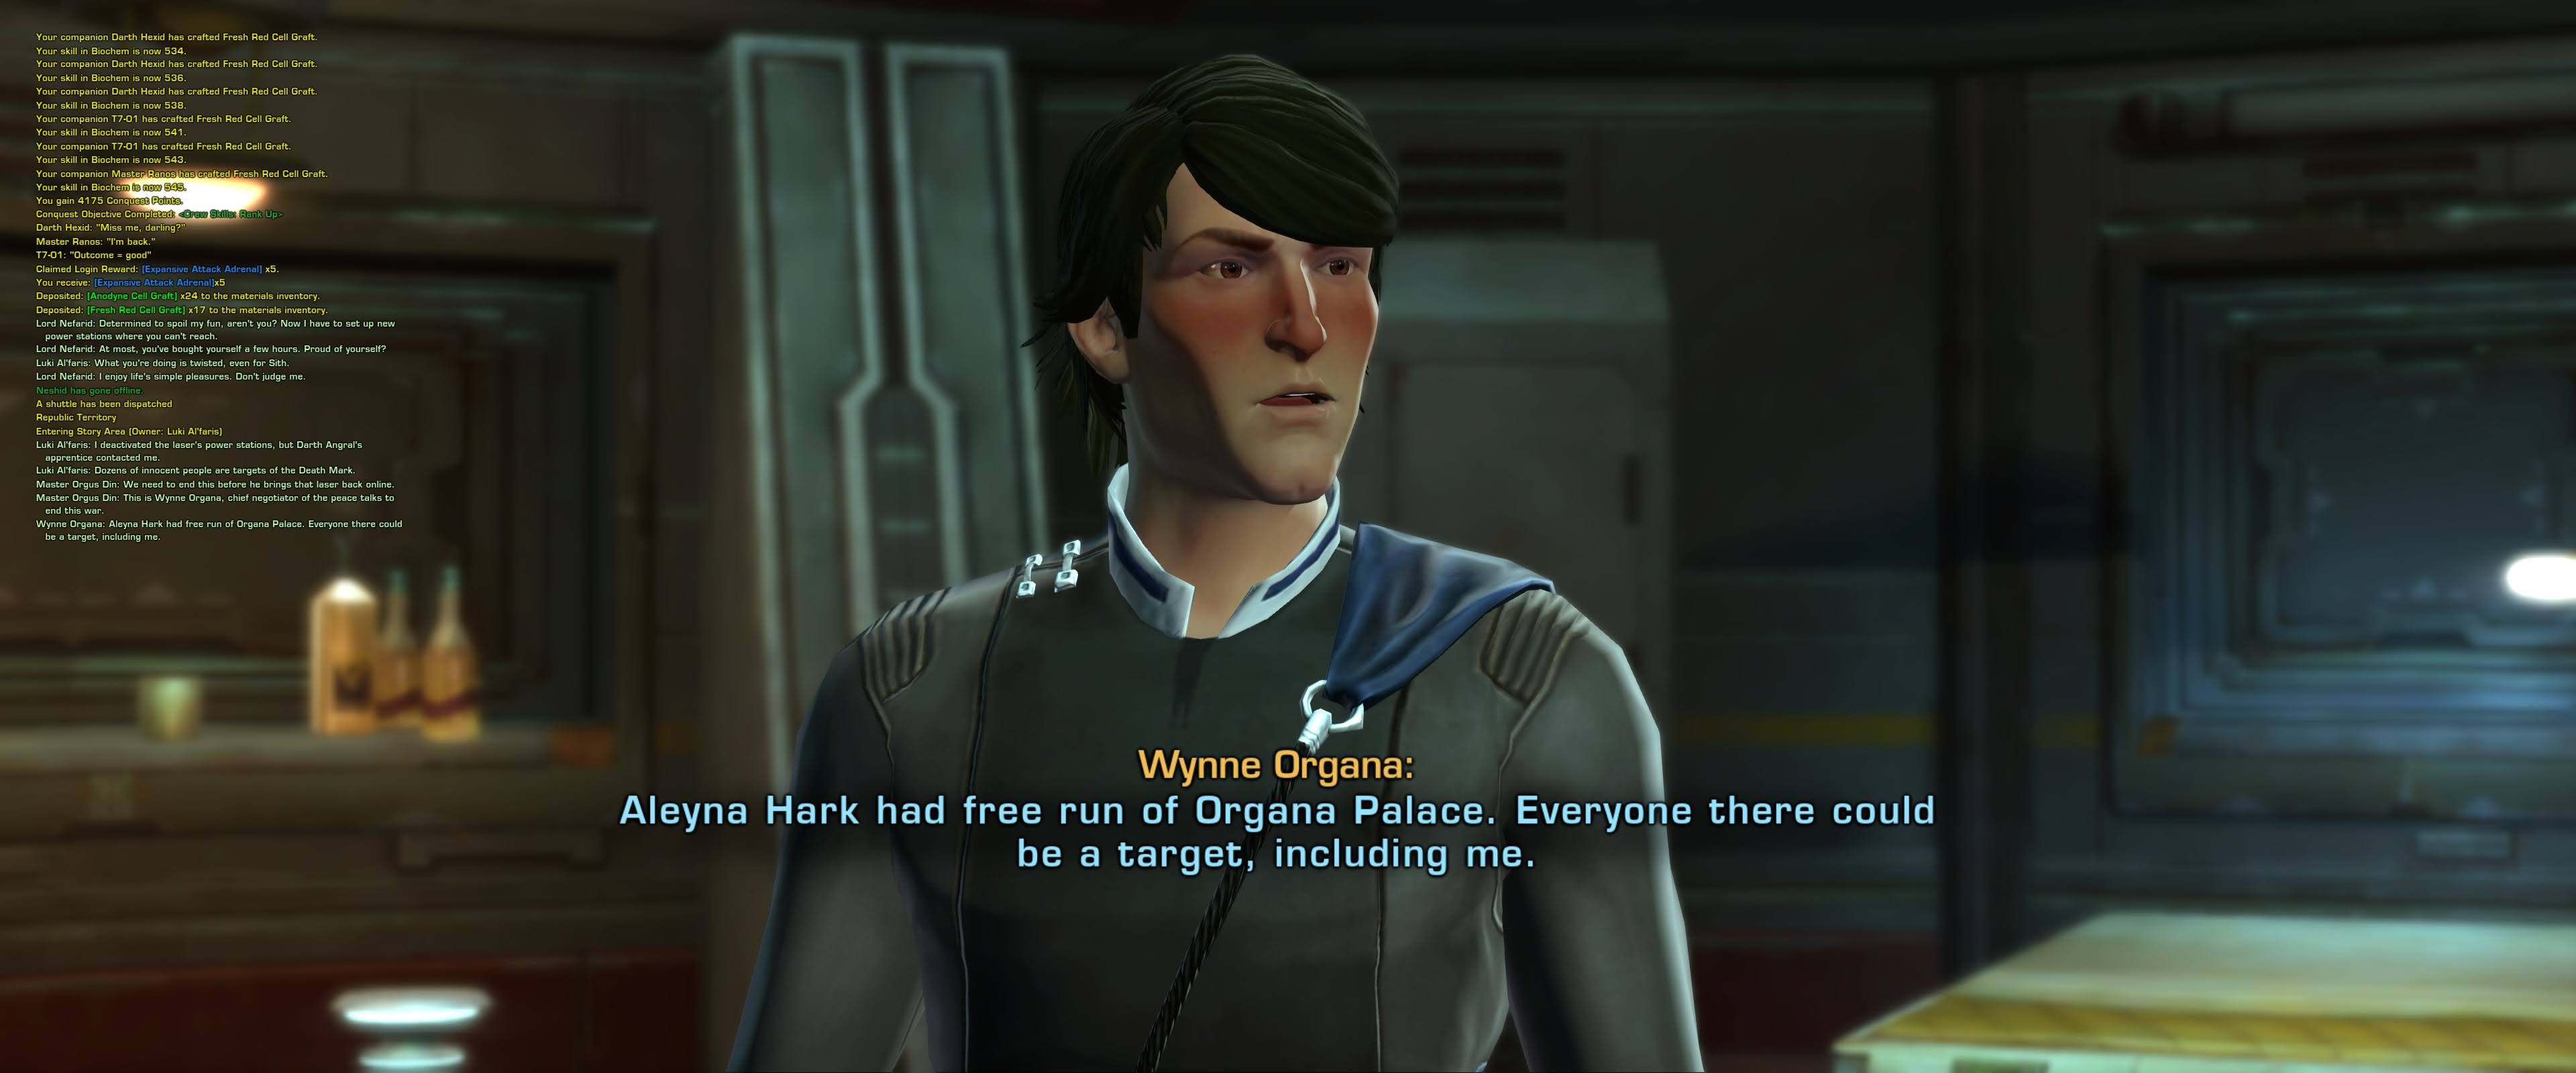 Your companion Darth Hexid has crafted Fresh Red Cell Graft.
Your skill in Biochem is now 534.
Your companion Darth Hexid has crafted Fresh Red Cell Graft.
Your skill in Biochem is now 536.
Your companion Darth Hexid has crafted Fresh Red Cell Graft.
Your skill in Biochem is now 538.
Your companion T7-O1 has crafted Fresh Red Cell Graft.
Your skill in Biochem is now 541.
Your companion T7-O1 has crafted Fresh Red Cell Graft.
Your skill in Biochem is now 543.
Your companion Master Ranos has crafted Fresh Red Cell Graft.
Your skill in Biochem is now 545.
You gain 4175 Conquest Points.
Conquest Objective Completed: <Crew Skills: Rank Up>
Darth Hexid: "Miss me, darling?"
Master Ranos: "I'm back."
T7-O1: "Outcome = good"
Claimed Login Reward: [Expansive Attack Adrenal] x5.
You receive: [Expansive Attack Adrenal]x5
Deposited: [Anodyne Cell Graft] x24 to the materials inventory.
Deposited: [Fresh Red Cell Graft] x17 to the materials inventory.
Lord Nefarid: Determined to spoil my fun, aren't you? Now I have to set up new
power stations where you can't reach.
Lord Nefarid: At most, you've bought yourself a few hours. Proud of yourself?
Luki Al'faris: What you're doing is twisted, even for Sith.
Lord Nefarid: I enjoy life's simple pleasures. Don't judge me.
Neshid has gone offline.
A shuttle has been dispatched
Republic Territory
Entering Story Area (Owner: Luki Al'faris)
Luki Al'faris: I deactivated the laser's power stations, but Darth Angral's
apprentice contacted me.
Luki Al'faris: Dozens of innocent people are targets of the Death Mark.
Master Orgus Din: We need to end this before he brings that laser back online.
Master Orgus Din: This is Wynne Organa, chief negotiator of the peace talks to
end this war.
Wynne Organa: Aleyna Hark had free run of Organa Palace. Everyone there could
be a target, including me.
Wynne Organa:
Aleyna Hark had free run of Organa Palace. Everyone there could
be a target, including me.